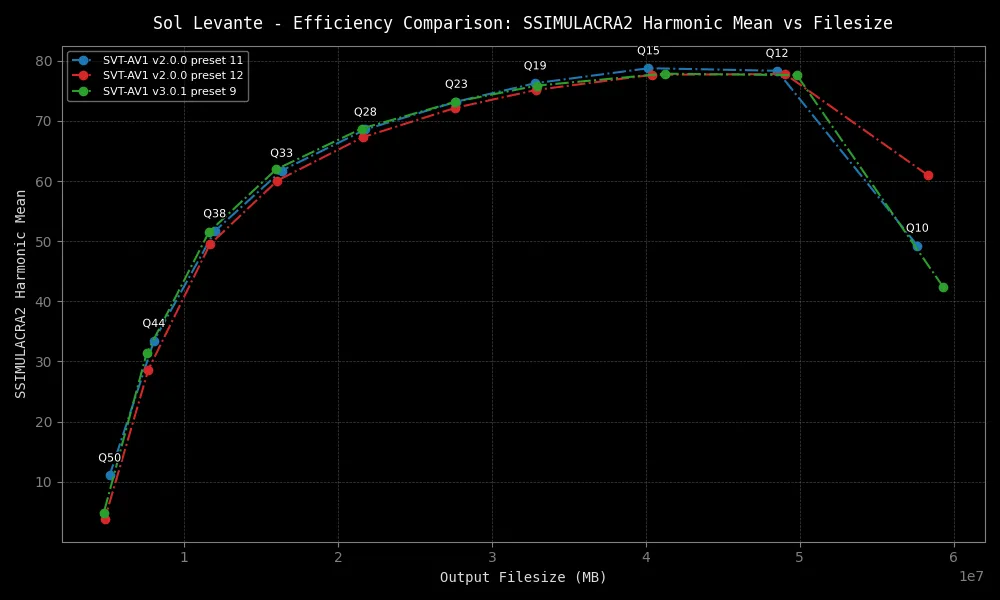 Sol Levante - Efficiency Comparison: SSIMULACRA2 Harmonic Mean vs Filesize
SVT-AV1 v2.0.0 preset 11
SVT-AV1 v2.0.0 preset 12
SVT-AV1 v3.0.1 preset 9
SSIMULACRA2 Harmonic Mean
80
70
60
50
40
30
20
10
Q50
Q44
Q38
Q33
Q28
Q23
Q19
Q15
Q12
Q10
1
2
3
4
5
6
1e7
Output Filesize (MB)